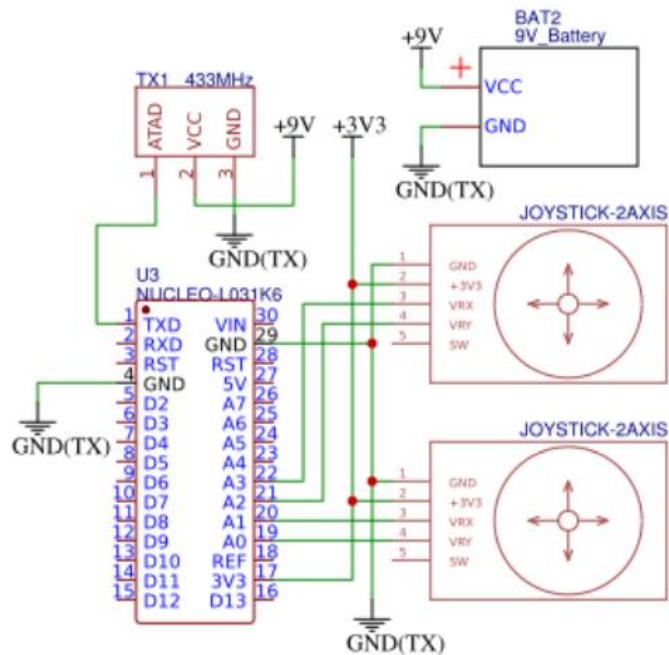 BAT2
9V_Battery
+9V
VCC
GND
GND(TX)
TX1 433MHz
ATAD
VCC
GND
1
2
3
+9V
+3V3
GND(TX)
JOYSTICK-2AXIS
1 GND
2 +3V3
3 VRX
4 VRY
5 SW
U3
NUCLEO-L031K6
1 TXD VIN 30
2 RXD GND 29
3 RST RST 28
4 GND 5V 27
5 D2 A7 26
6 D3 A6 25
7 D4 A5 24
8 D5 A4 23
9 D6 A3 22
10 D7 A2 21
11 D8 A1 20
12 D9 A0 19
13 D10 REF 18
14 D11 3V3 17
15 D12 D13 16
GND(TX)
JOYSTICK-2AXIS
1 GND
2 +3V3
3 VRX
4 VRY
5 SW
GND(TX)